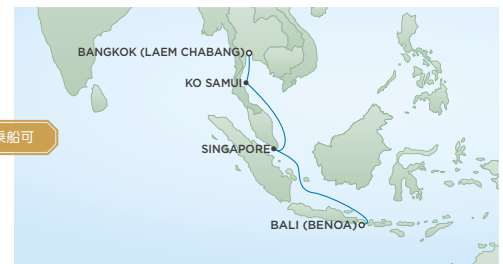 BANGKOK (LAEM CHABANG)
KO SAMUI
乗船可
SINGAPORE
BALI (BENOA)